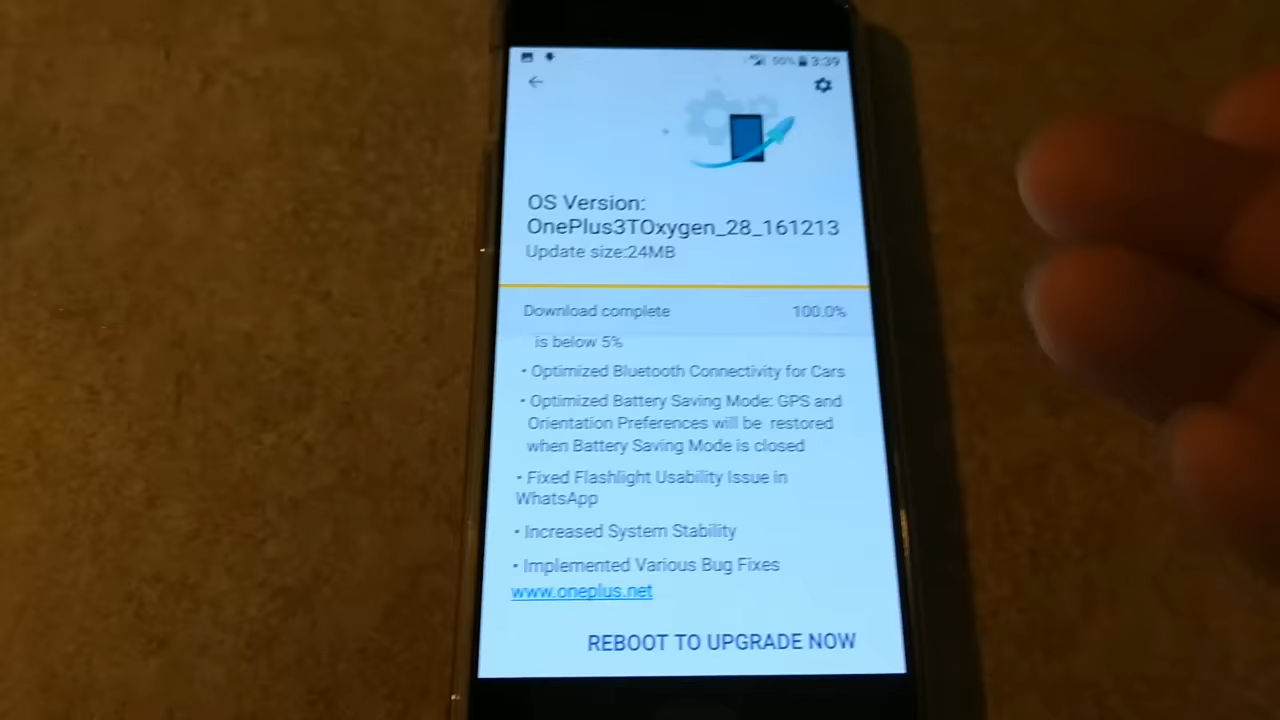 50% 3:39
OS Version:
OnePlus3TOxygen_28_161213
Update size:24MB
Download complete 100.0%
is below 5%
• Optimized Bluetooth Connectivity for Cars
• Optimized Battery Saving Mode: GPS and
Orientation Preferences will be restored
when Battery Saving Mode is closed
• Fixed Flashlight Usability Issue in
WhatsApp
• Increased System Stability
• Implemented Various Bug Fixes
www.oneplus.net
REBOOT TO UPGRADE NOW